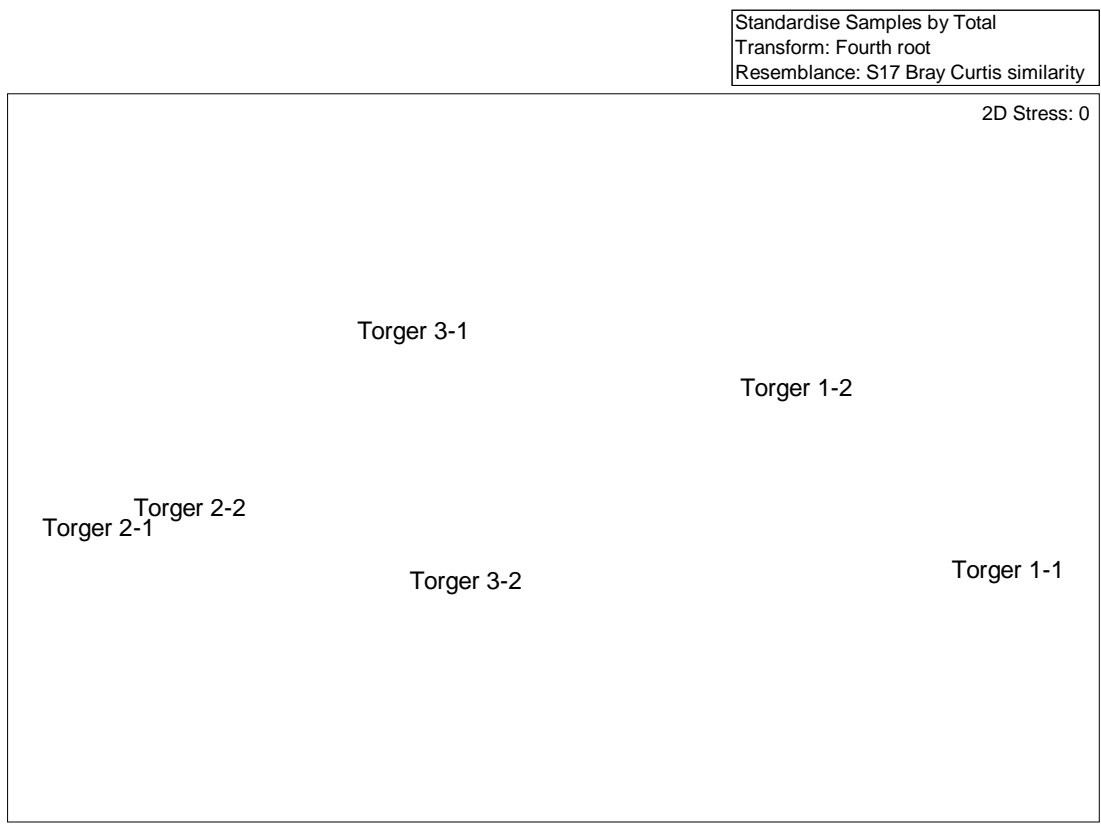 Standardise Samples by Total
Transform: Fourth root
Resemblance: S17 Bray Curtis similarity
2D Stress: 0
Torger 3-1
Torger 1-2
Torger 2-2
Torger 2-1
Torger 1-1
Torger 3-2